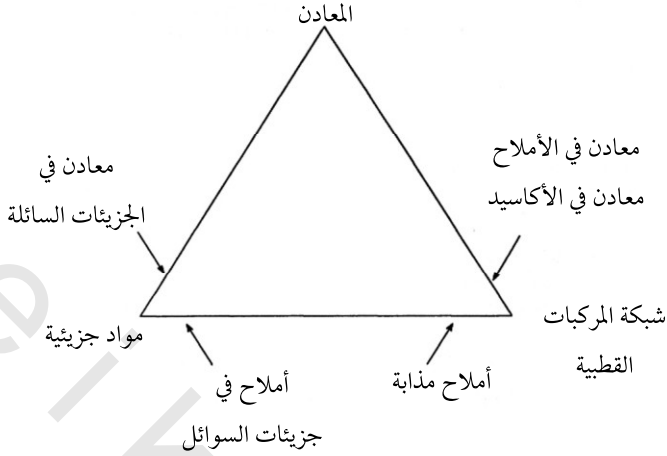 المعادن
معادن في الأملاح
معادن في الأكاسيد
معادن في
الجزيئات السائلة
شبكة المركبات
القطبية
مواد جزيئية
أملاح مذابة
أملاح في
جزيئات السوائل